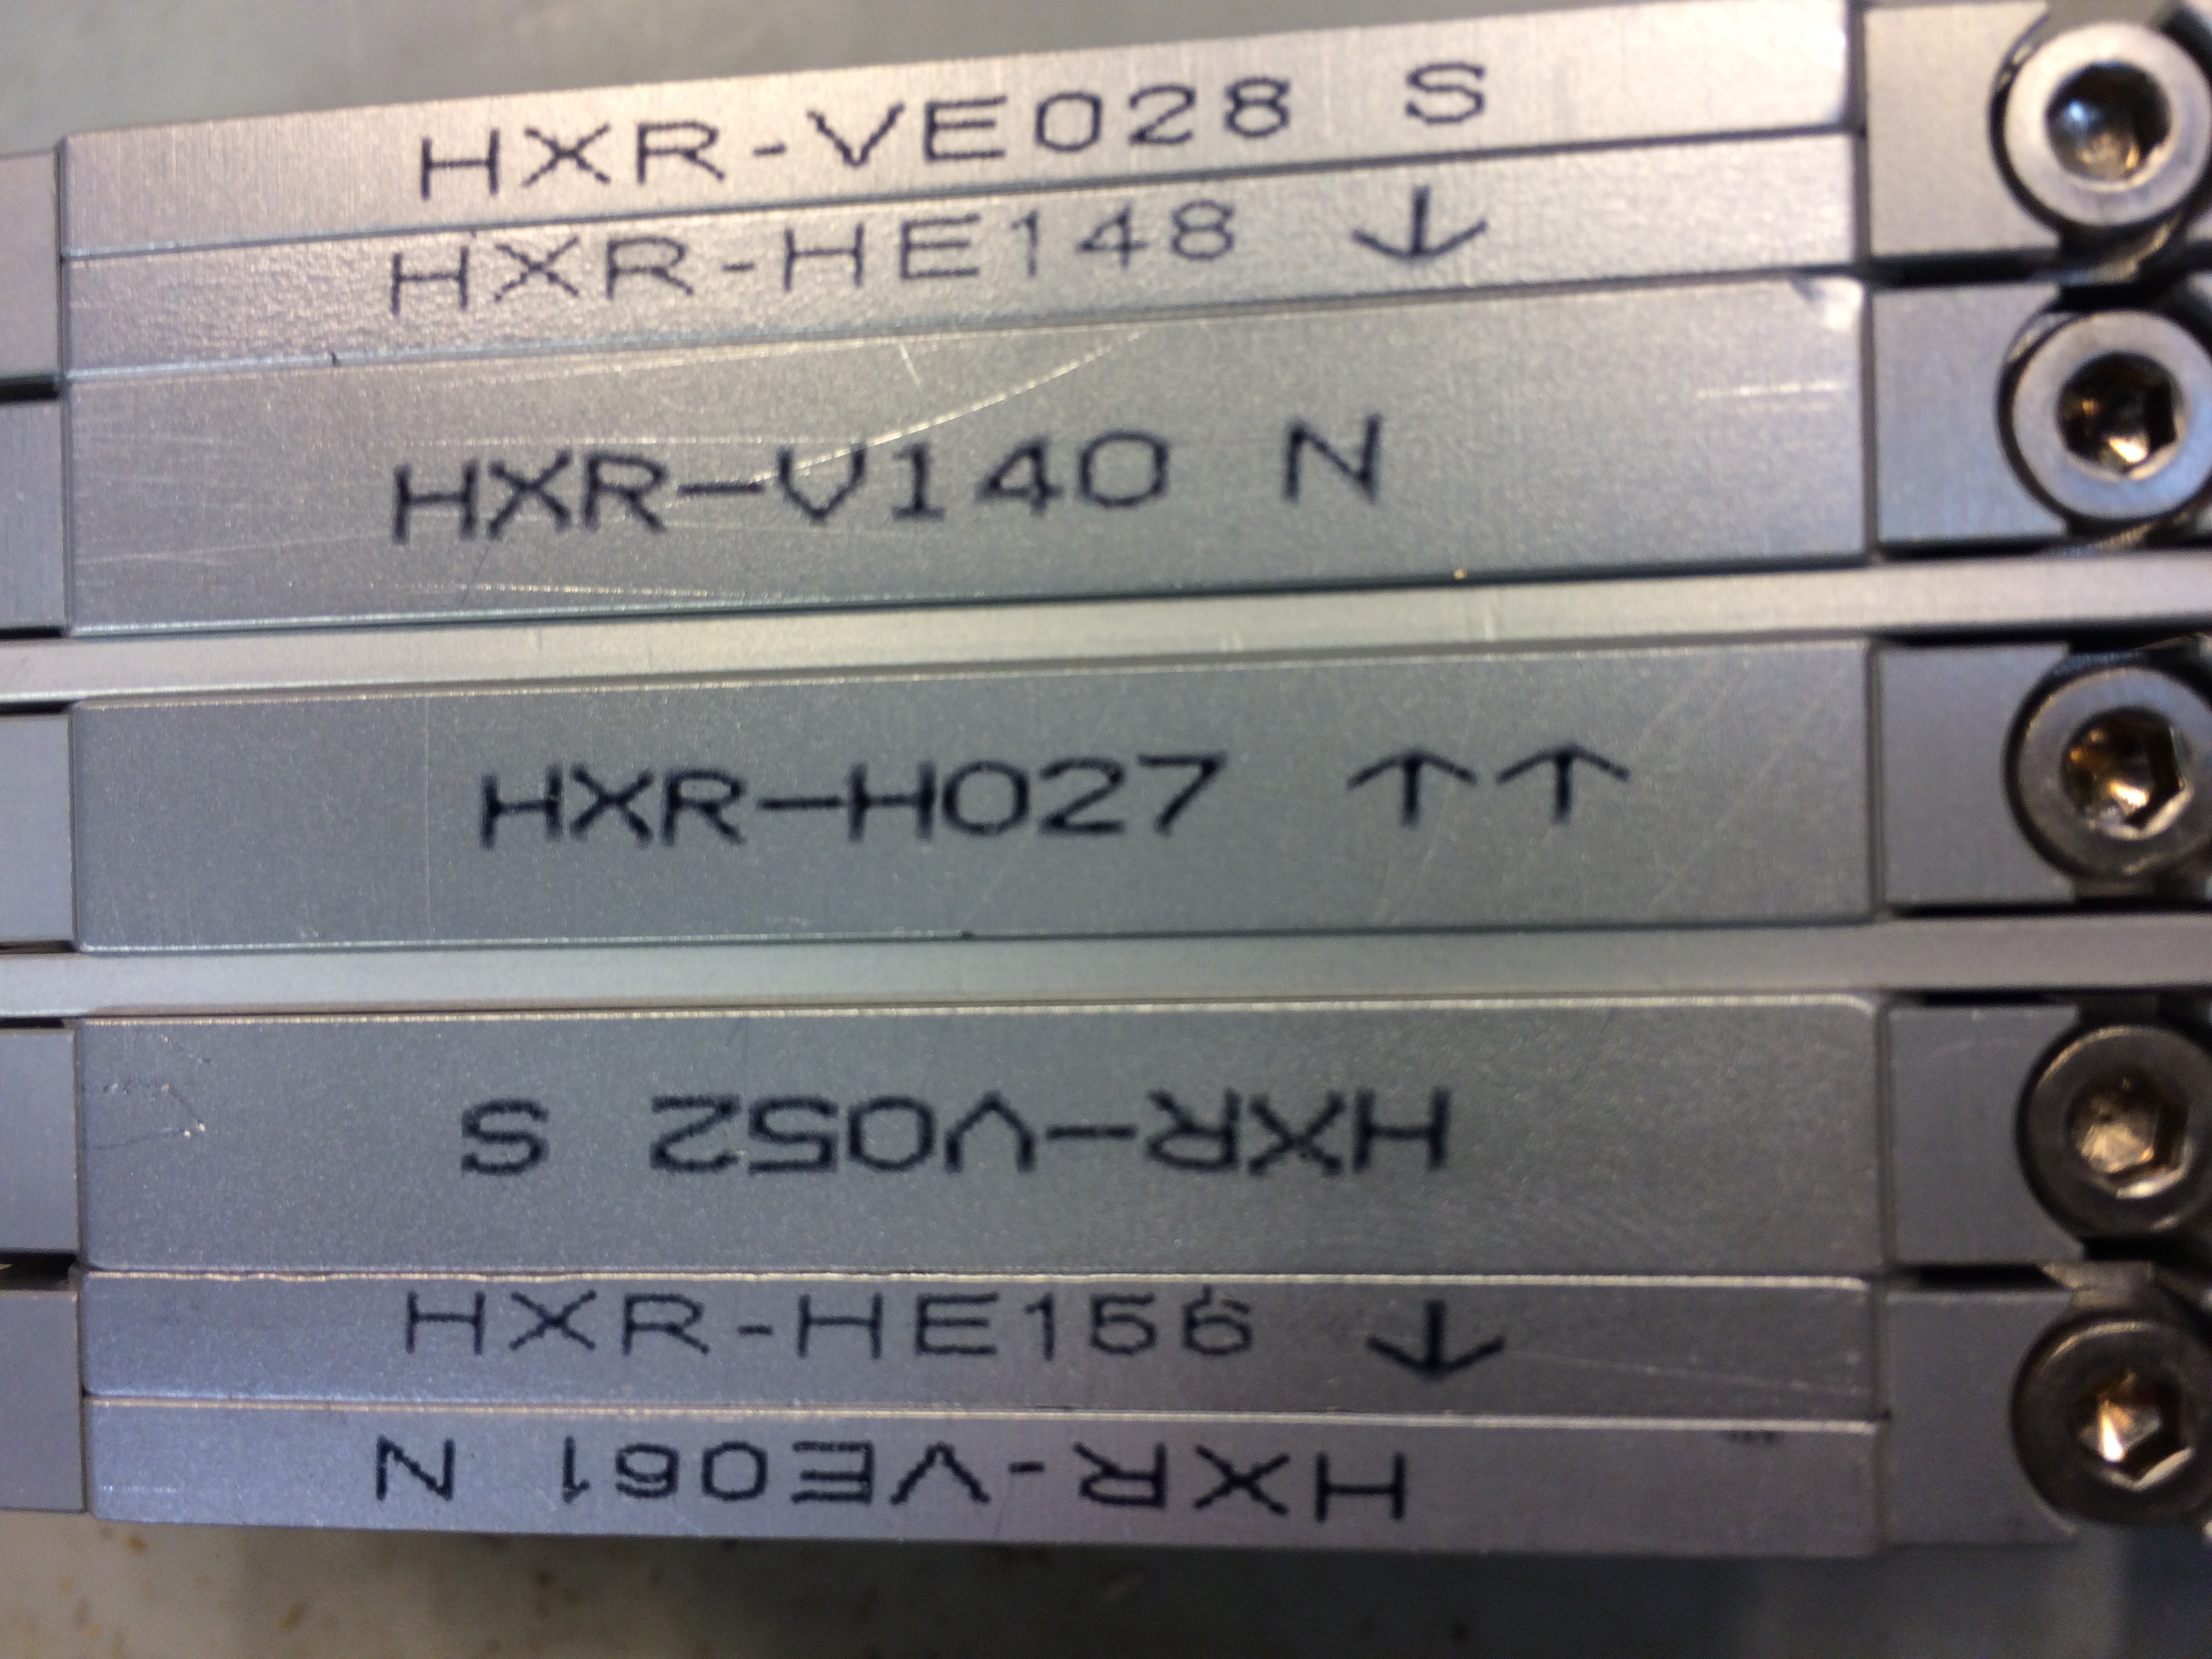 HXR-VE028 S
HXR-HE148 ↓
HXR-V140 N
HXR-H027 ↑↑
HXR-V052 S
HXR-HE156 ↓
HXR-VE061 N